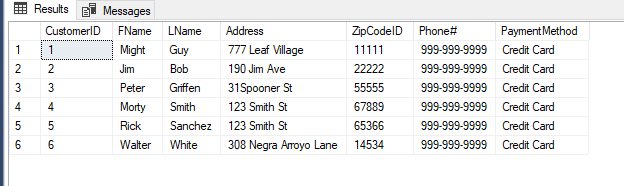 Results Messages
CustomerID FName LName Address ZipCodeID Phone# PaymentMethod
1 1 Might Guy 777 Leaf Village 11111 999-999-9999 Credit Card
2 2 Jim Bob 190 Jim Ave 22222 999-999-9999 Credit Card
3 3 Peter Griffen 31Spooner St 55555 999-999-9999 Credit Card
4 4 Morty Smith 123 Smith St 67889 999-999-9999 Credit Card
5 5 Rick Sanchez 123 Smith St 65366 999-999-9999 Credit Card
6 6 Walter White 308 Negra Arroyo Lane 14534 999-999-9999 Credit Card